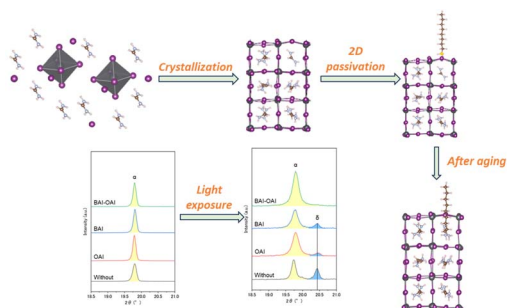 Crystallization
2D
passivation
After aging
Light
exposure
α
BAI-OAI
BAI
OAI
Without
Intensity (a.u.)
18.5 19.0 19.5 20.0 20.5 21.0
2θ (°)
α
δ
BAI-OAI
BAI
OAI
Without
Intensity (a.u.)
18.5 19.0 19.5 20.0 20.5 21.0
2θ (°)